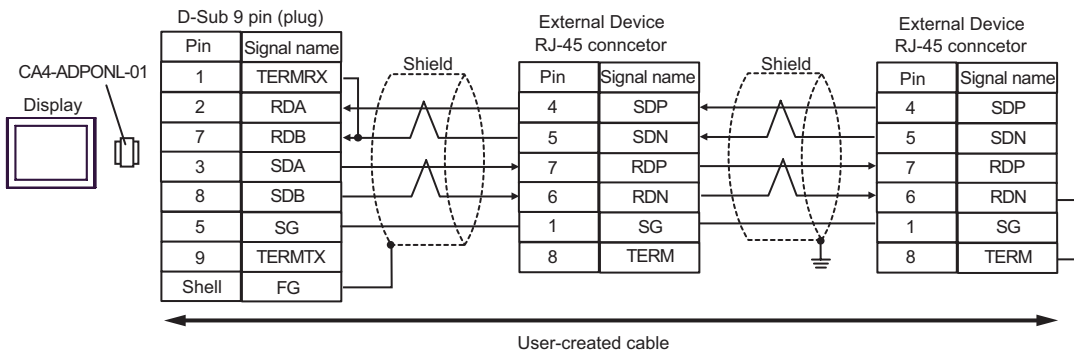 D-Sub 9 pin (plug)
External Device
RJ-45 conncetor
External Device
RJ-45 conncetor
CA4-ADPONL-01
Display
Pin Signal name
1 TERMRX
2 RDA
7 RDB
3 SDA
8 SDB
5 SG
9 TERMTX
Shell FG
Shield
Pin Signal name
4 SDP
5 SDN
7 RDP
6 RDN
1 SG
8 TERM
Shield
Pin Signal name
4 SDP
5 SDN
7 RDP
6 RDN
1 SG
8 TERM
User-created cable